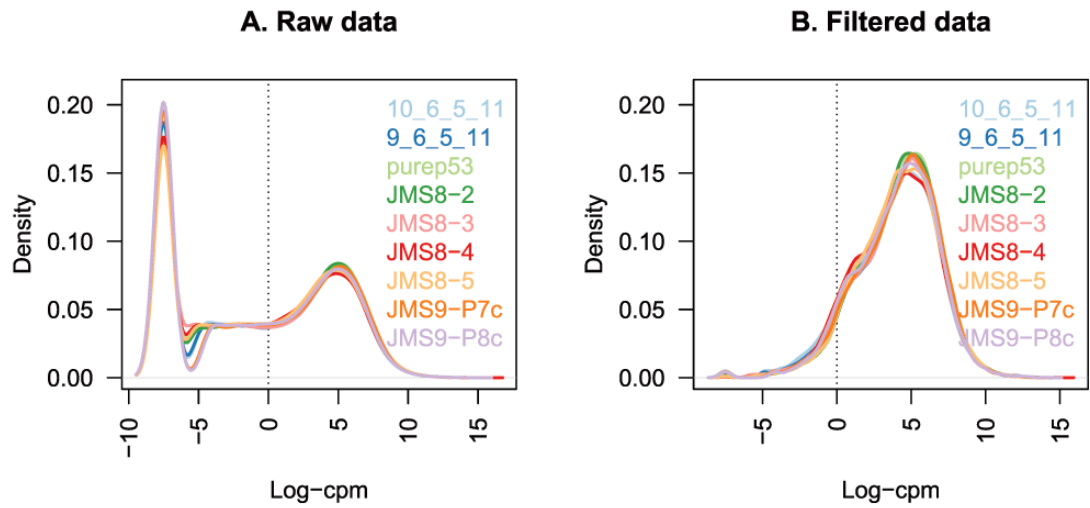 A. Raw data
0.20
0.15
0.10
0.05
0.00
Density
10_6_5_11
9_6_5_11
purep53
JMS8−2
JMS8−3
JMS8−4
JMS8−5
JMS9−P7c
JMS9−P8c
−10
−5
0
5
10
15
Log−cpm
B. Filtered data
0.20
0.15
0.10
0.05
0.00
Density
10_6_5_11
9_6_5_11
purep53
JMS8−2
JMS8−3
JMS8−4
JMS8−5
JMS9−P7c
JMS9−P8c
−5
0
5
10
15
Log−cpm